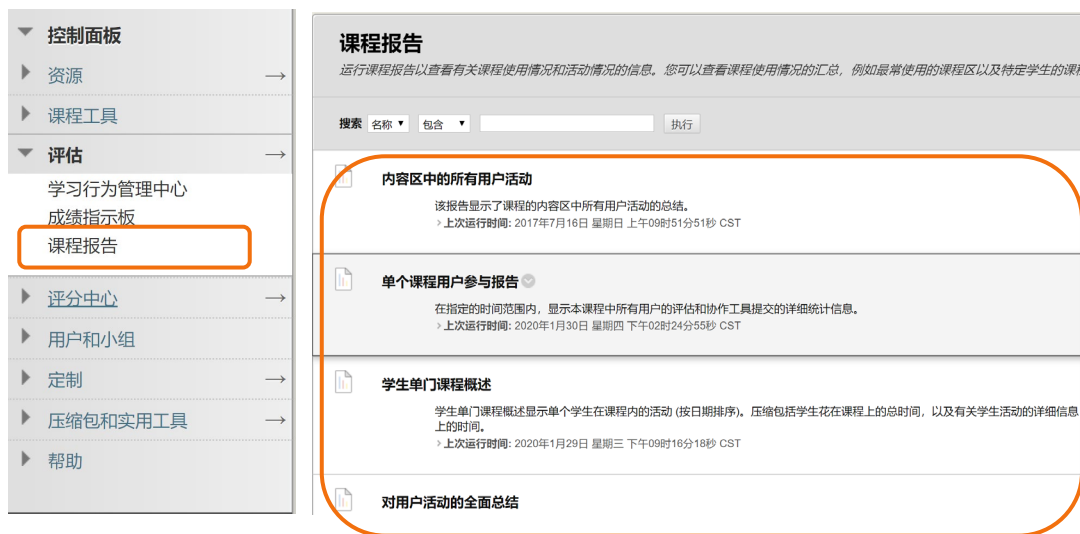 控制面板
资源
课程工具
评估
学习行为管理中心
成绩指示板
课程报告
评分中心
用户和小组
定制
压缩包和实用工具
帮助
课程报告
运行课程报告以查看有关课程使用情况和活动情况的信息。您可以查看课程使用情况的汇总，例如最常使用的课程区以及特定学生的课
搜索 名称 包含 执行
内容区中的所有用户活动
该报告显示了课程的内容区中所有用户活动的总结。
上次运行时间: 2017年7月16日 星期日 上午09时51分51秒 CST
单个课程用户参与报告
在指定的时间范围内，显示本课程中所有用户的评估和协作工具提交的详细统计信息。
上次运行时间: 2020年1月30日 星期四 下午02时24分55秒 CST
学生单门课程概述
学生单门课程概述显示单个学生在课程内的活动 (按日期排序)。压缩包括学生花在课程上的总时间，以及有关学生活动的详细信息
上的时间。
上次运行时间: 2020年1月29日 星期三 下午09时16分18秒 CST
对用户活动的全面总结